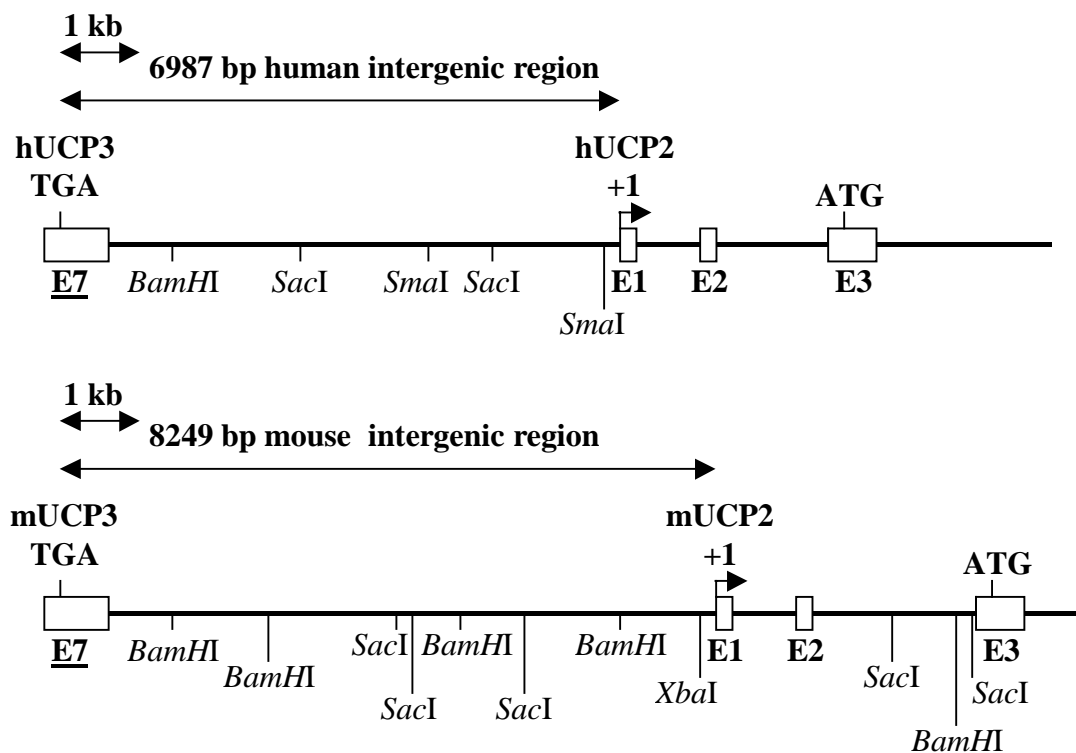 1 kb
6987 bp human intergenic region
hUCP3 hUCP2
TGA +1 ATG
E7 BamHI SacI SmaI SacI E1 E2 E3
SmaI
1 kb
8249 bp mouse intergenic region
mUCP3 mUCP2
TGA +1 ATG
E7 BamHI SacI BamHI BamHI E1 E2 E3
BamHI SacI SacI XbaI SacI SacI
BamHI